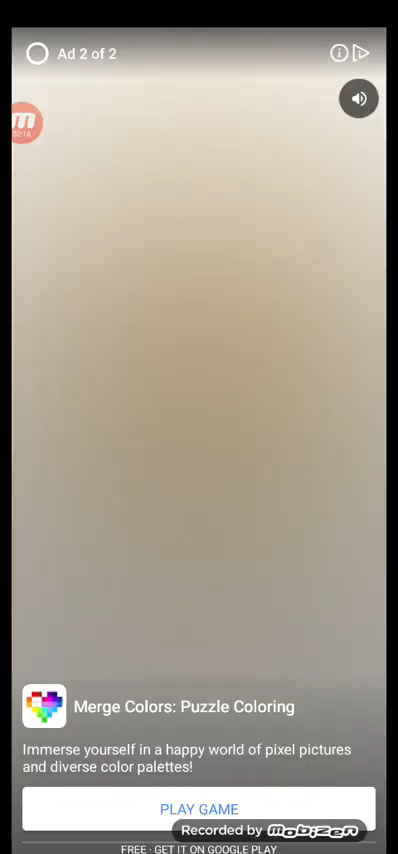 Ad 2 of 2
02:16
Merge Colors: Puzzle Coloring
Immerse yourself in a happy world of pixel pictures
and diverse color palettes!
PLAY GAME
Recorded by MOBIZEN
FREE · GET IT ON GOOGLE PLAY